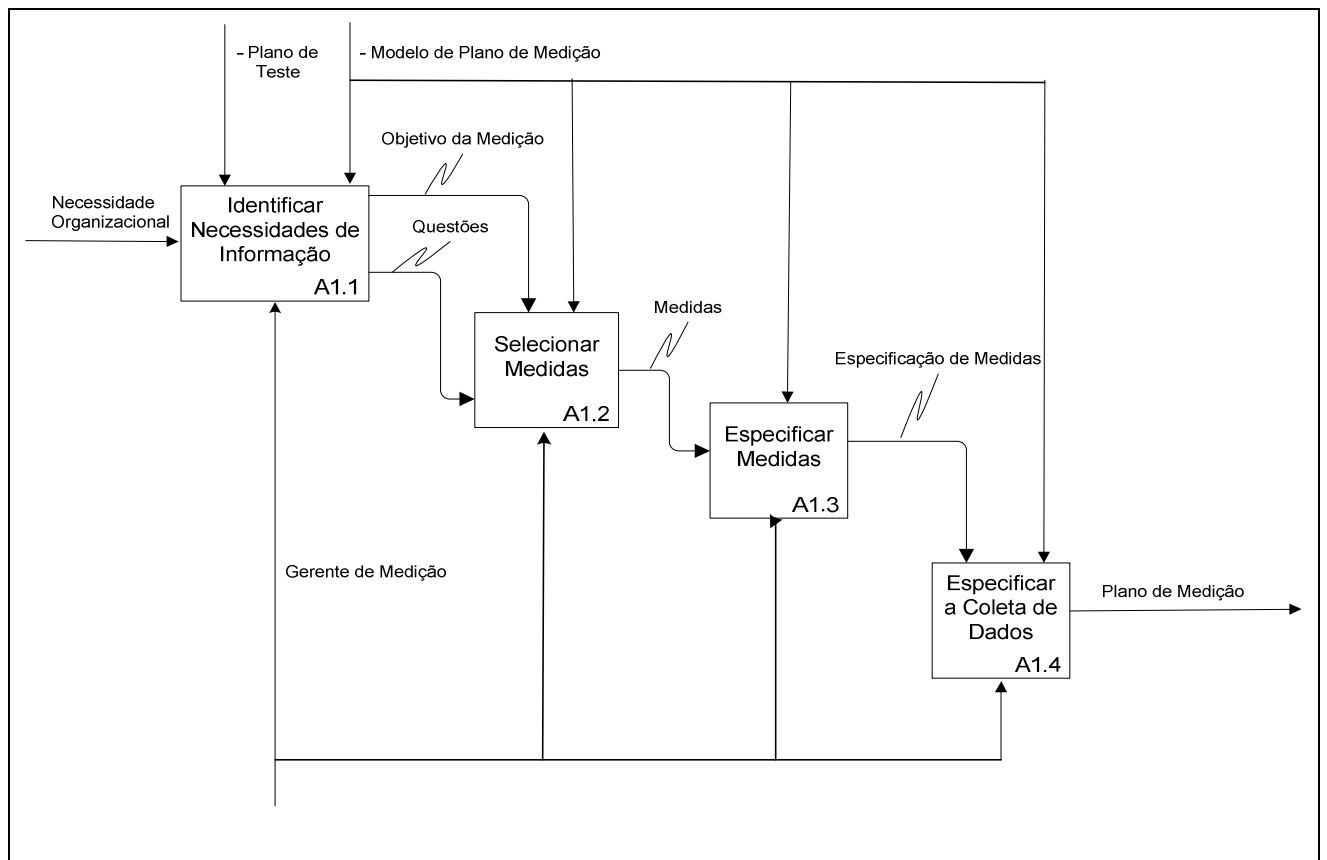 - Plano de
Teste
- Modelo de Plano de Medição
Objetivo da Medição
Necessidade
Organizacional
Identificar
Necessidades de
Informação
A1.1
Questões
Selecionar
Medidas
A1.2
Medidas
Especificação de Medidas
Especificar
Medidas
A1.3
Gerente de Medição
Especificar
a Coleta de
Dados
A1.4
Plano de Medição